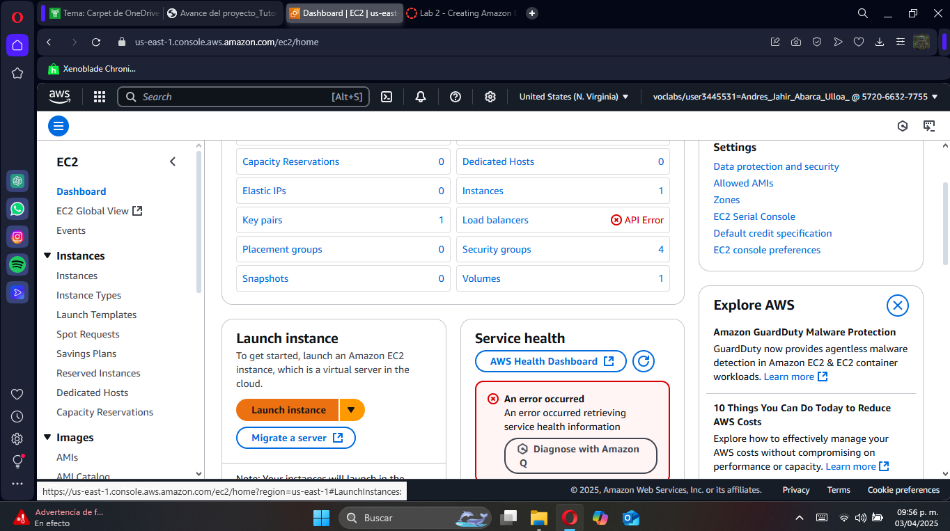 Tema: Carpet de OneDrive
Avance del proyecto_Tuto
Dashboard | EC2 | us-east-
Lab 2 - Creating Amazon
us-east-1.console.aws.amazon.com/ec2/home
Xenoblade Chroni...
aws
Search
[Alt+S]
United States (N. Virginia)
voclabs/user3445531=Andres_Jahir_Abarca_Ulloa_ @ 5720-6632-7755
EC2
Dashboard
EC2 Global View
Events
Instances
Instances
Instance Types
Launch Templates
Spot Requests
Savings Plans
Reserved Instances
Dedicated Hosts
Capacity Reservations
Images
AMIs
AMI Catalog
Capacity Reservations 0
Dedicated Hosts 0
Elastic IPs 0
Instances 1
Key pairs 1
Load balancers API Error
Placement groups 0
Security groups 4
Snapshots 0
Volumes 1
Launch instance
To get started, launch an Amazon EC2
instance, which is a virtual server in the
cloud.
Launch instance
Migrate a server
Note: Your instances will launch in the
Service health
AWS Health Dashboard
An error occurred
An error occurred retrieving
service health information
Diagnose with Amazon
Q
Settings
Data protection and security
Allowed AMIs
Zones
EC2 Serial Console
Default credit specification
EC2 console preferences
Explore AWS
Amazon GuardDuty Malware Protection
GuardDuty now provides agentless malware
detection in Amazon EC2 & EC2 container
workloads. Learn more
10 Things You Can Do Today to Reduce
AWS Costs
Explore how to effectively manage your
AWS costs without compromising on
performance or capacity. Learn more
https://us-east-1.console.aws.amazon.com/ec2/home?region=us-east-1#LaunchInstances:
© 2025, Amazon Web Services, Inc. or its affiliates.
Privacy
Terms
Cookie preferences
Advertencia de f...
En efecto
Buscar
09:56 p. m.
03/04/2025